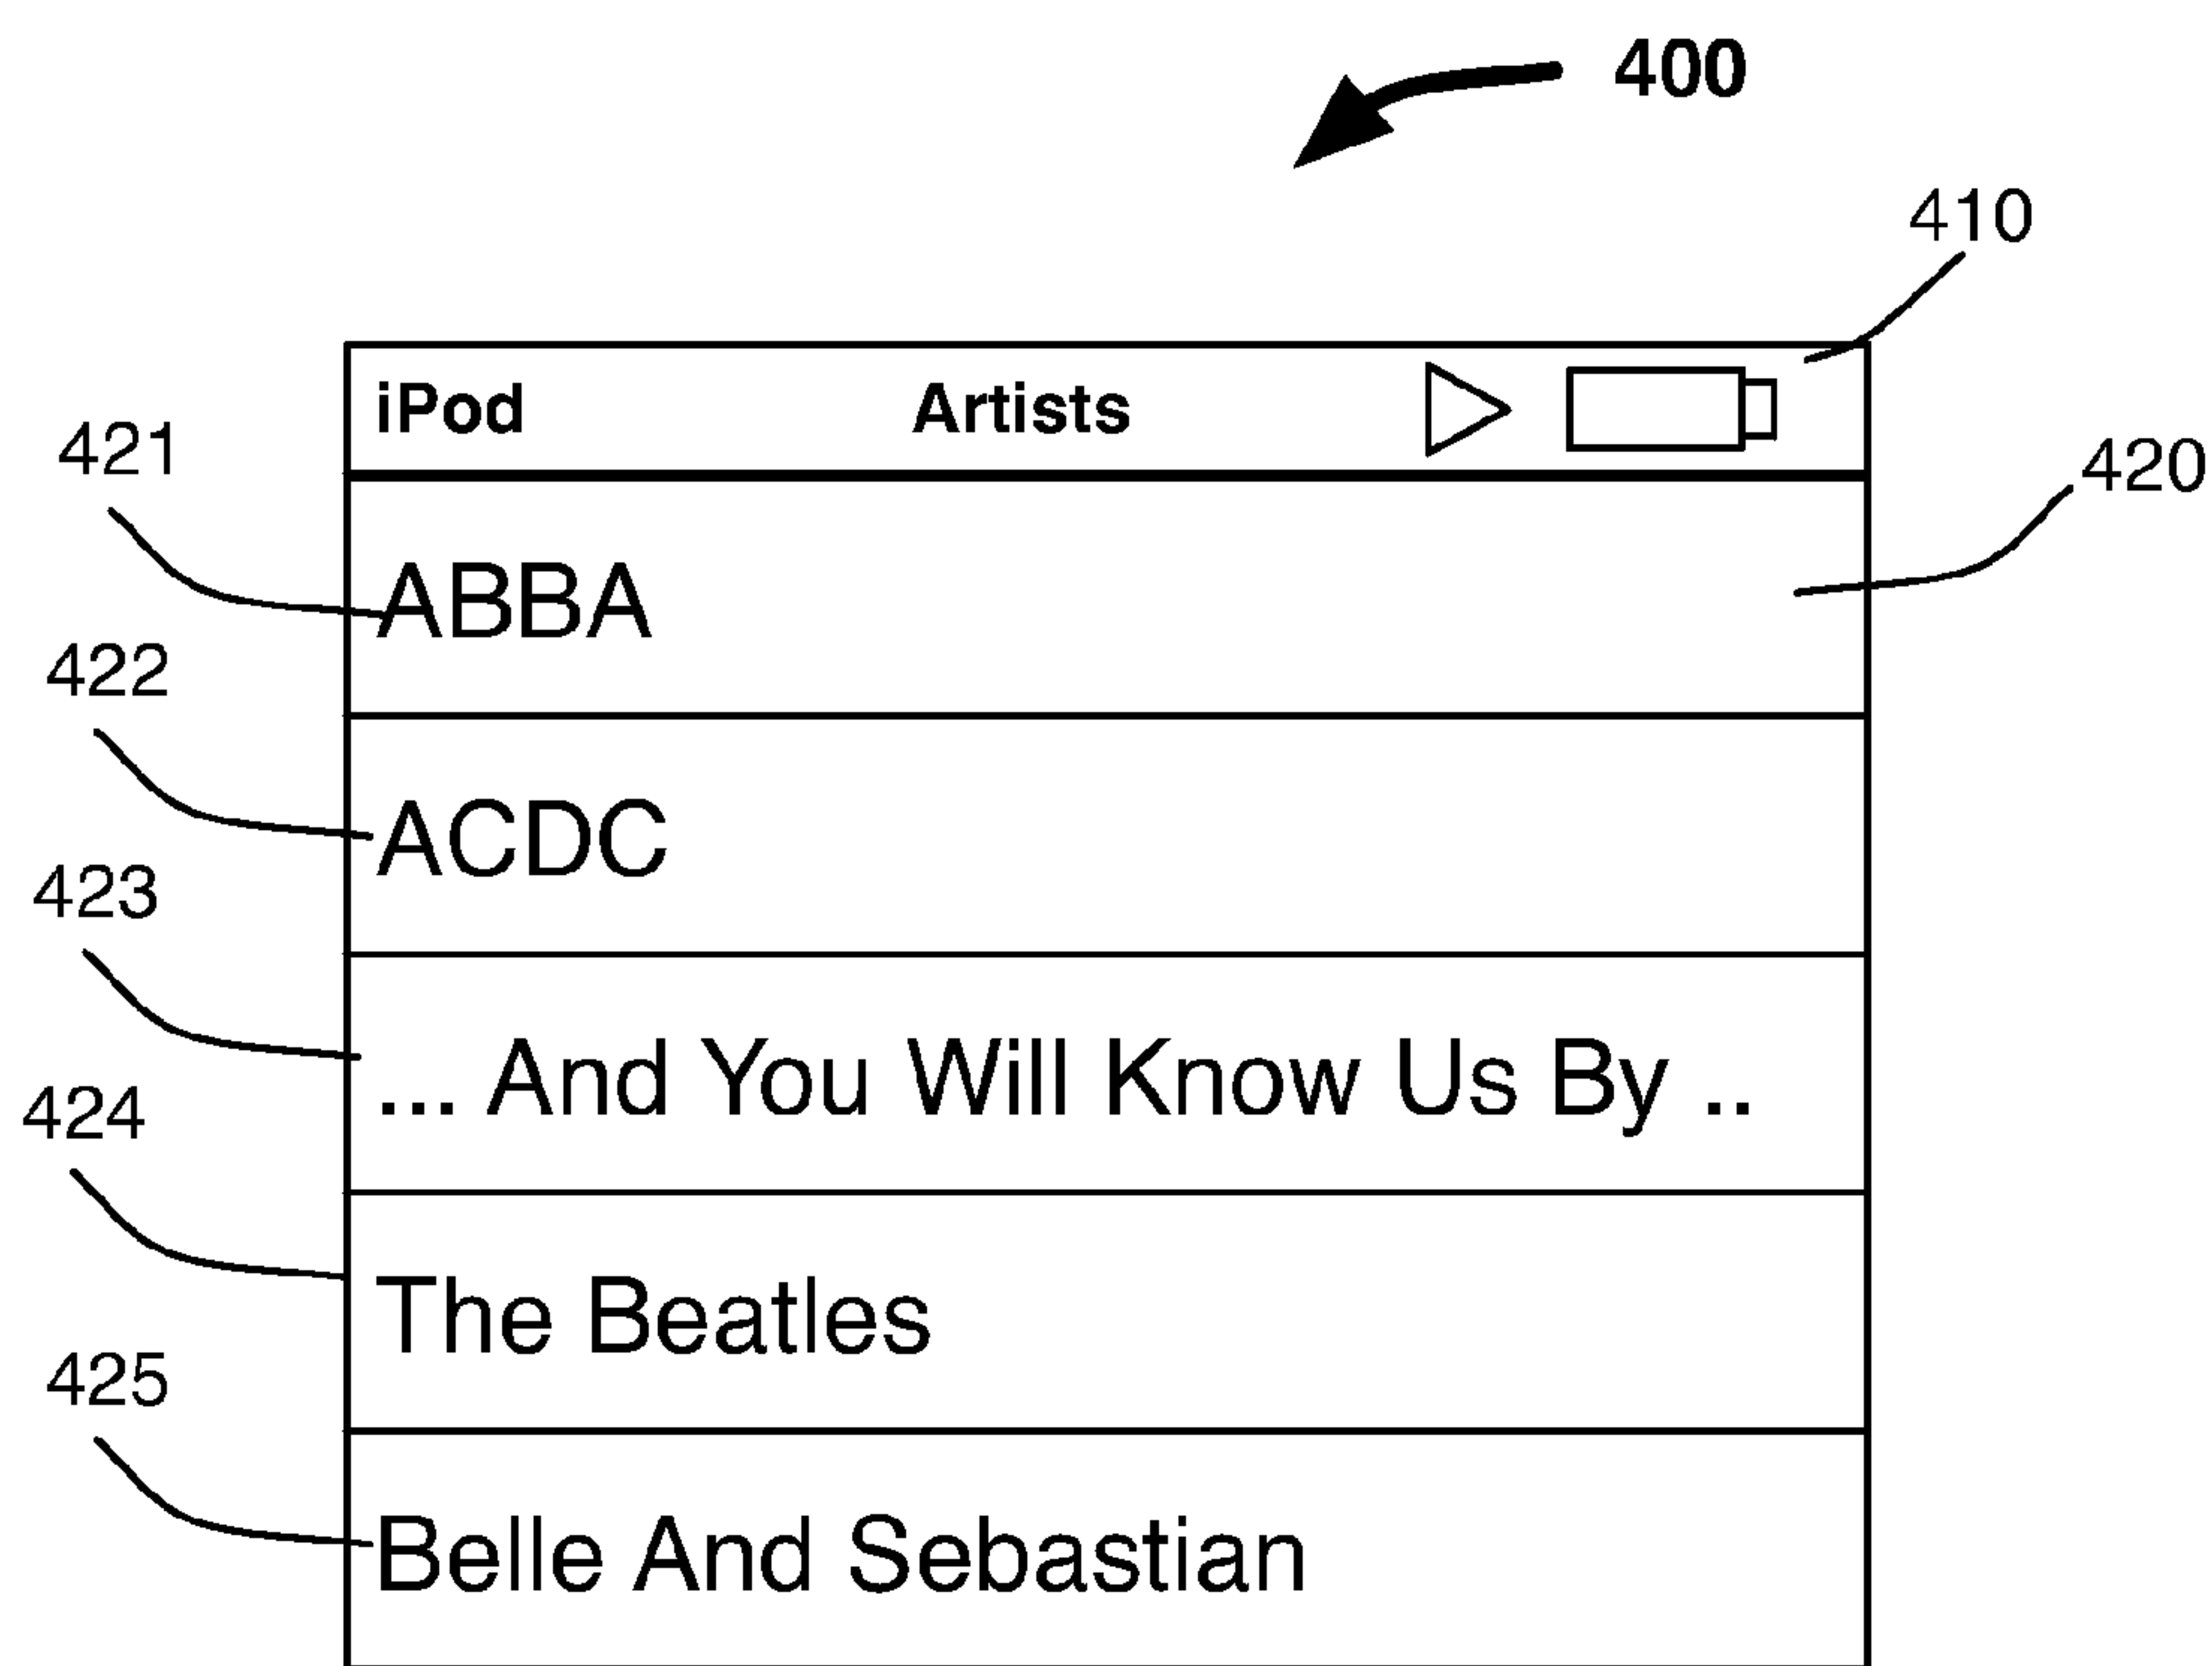 400
410
iPod Artists
421
420
ABBA
422
ACDC
423
... And You Will Know Us By ..
424
The Beatles
425
Belle And Sebastian